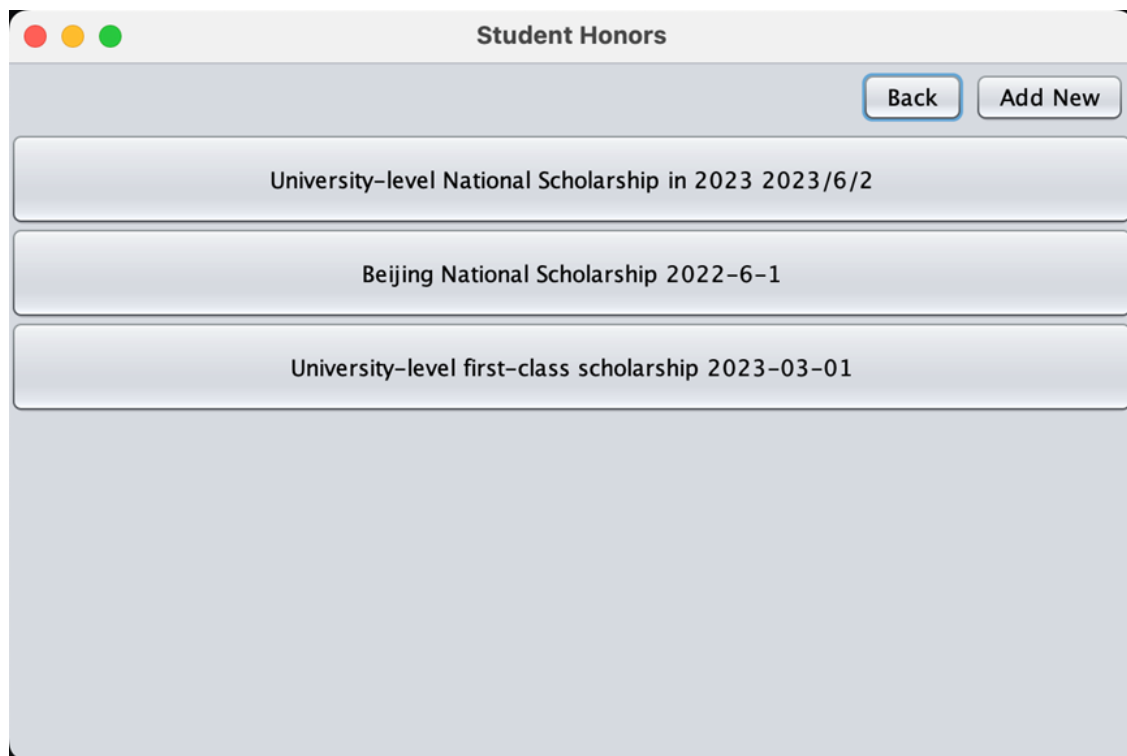 Student Honors
Back Add New
University-level National Scholarship in 2023 2023/6/2
Beijing National Scholarship 2022-6-1
University-level first-class scholarship 2023-03-01